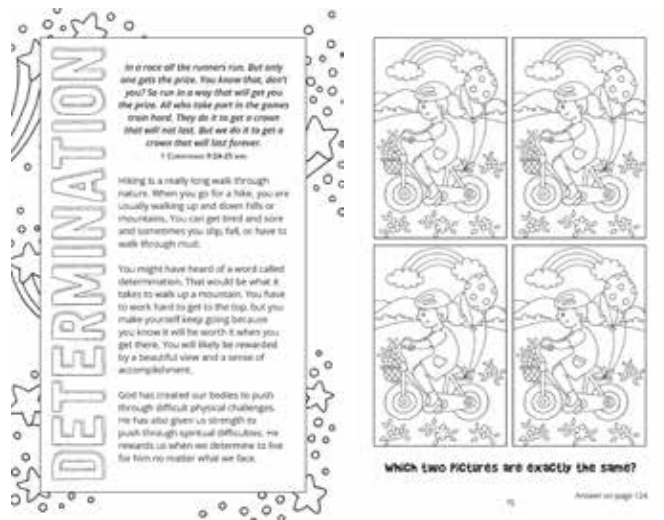 DETERMINATION
In a race all the runners run. But only
one gets the prize. You know that, don't
you? So run in a way that will get you
the prize. All who take part in the games
train hard. They do it to get a crown
that will not last. But we do it to get a
crown that will last forever.
1 Corinthians 9:24-25 NIRV
Hiking is a really long walk through
nature. When you go for a hike, you are
usually walking up and down hills or
mountains. You can get tired and sore
and sometimes you slip, fall, or have to
walk through mud.
You might have heard of a word called
determination. That would be what it
takes to walk up a mountain. You have
to work hard to get to the top, but you
make yourself keep going because
you know it will be worth it when you
get there. You will likely be rewarded
by a beautiful view and a sense of
accomplishment.
God has created our bodies to push
through difficult physical challenges.
He has also given us strength to
push through spiritual difficulties. He
rewards us when we determine to live
for him no matter what we face.
Which two pictures are exactly the same?
Answer on page 124